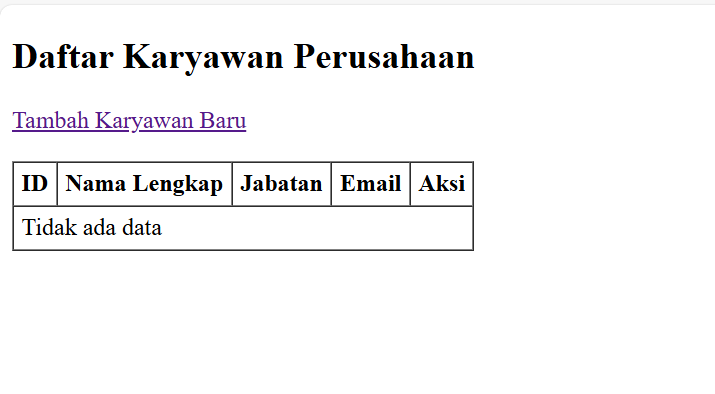 Daftar Karyawan Perusahaan
Tambah Karyawan Baru
ID Nama Lengkap Jabatan Email Aksi
Tidak ada data